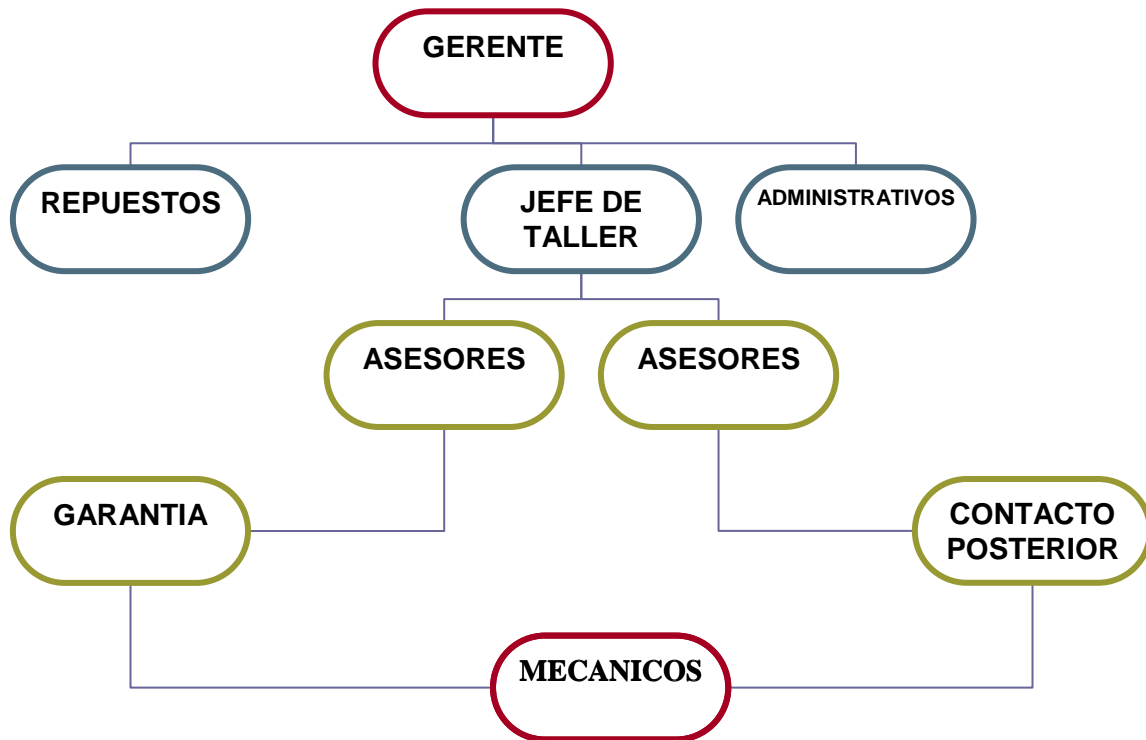 GERENTE
REPUESTOS
JEFE DE
TALLER
ADMINISTRATIVOS
ASESORES
ASESORES
GARANTIA
CONTACTO
POSTERIOR
MECANICOS